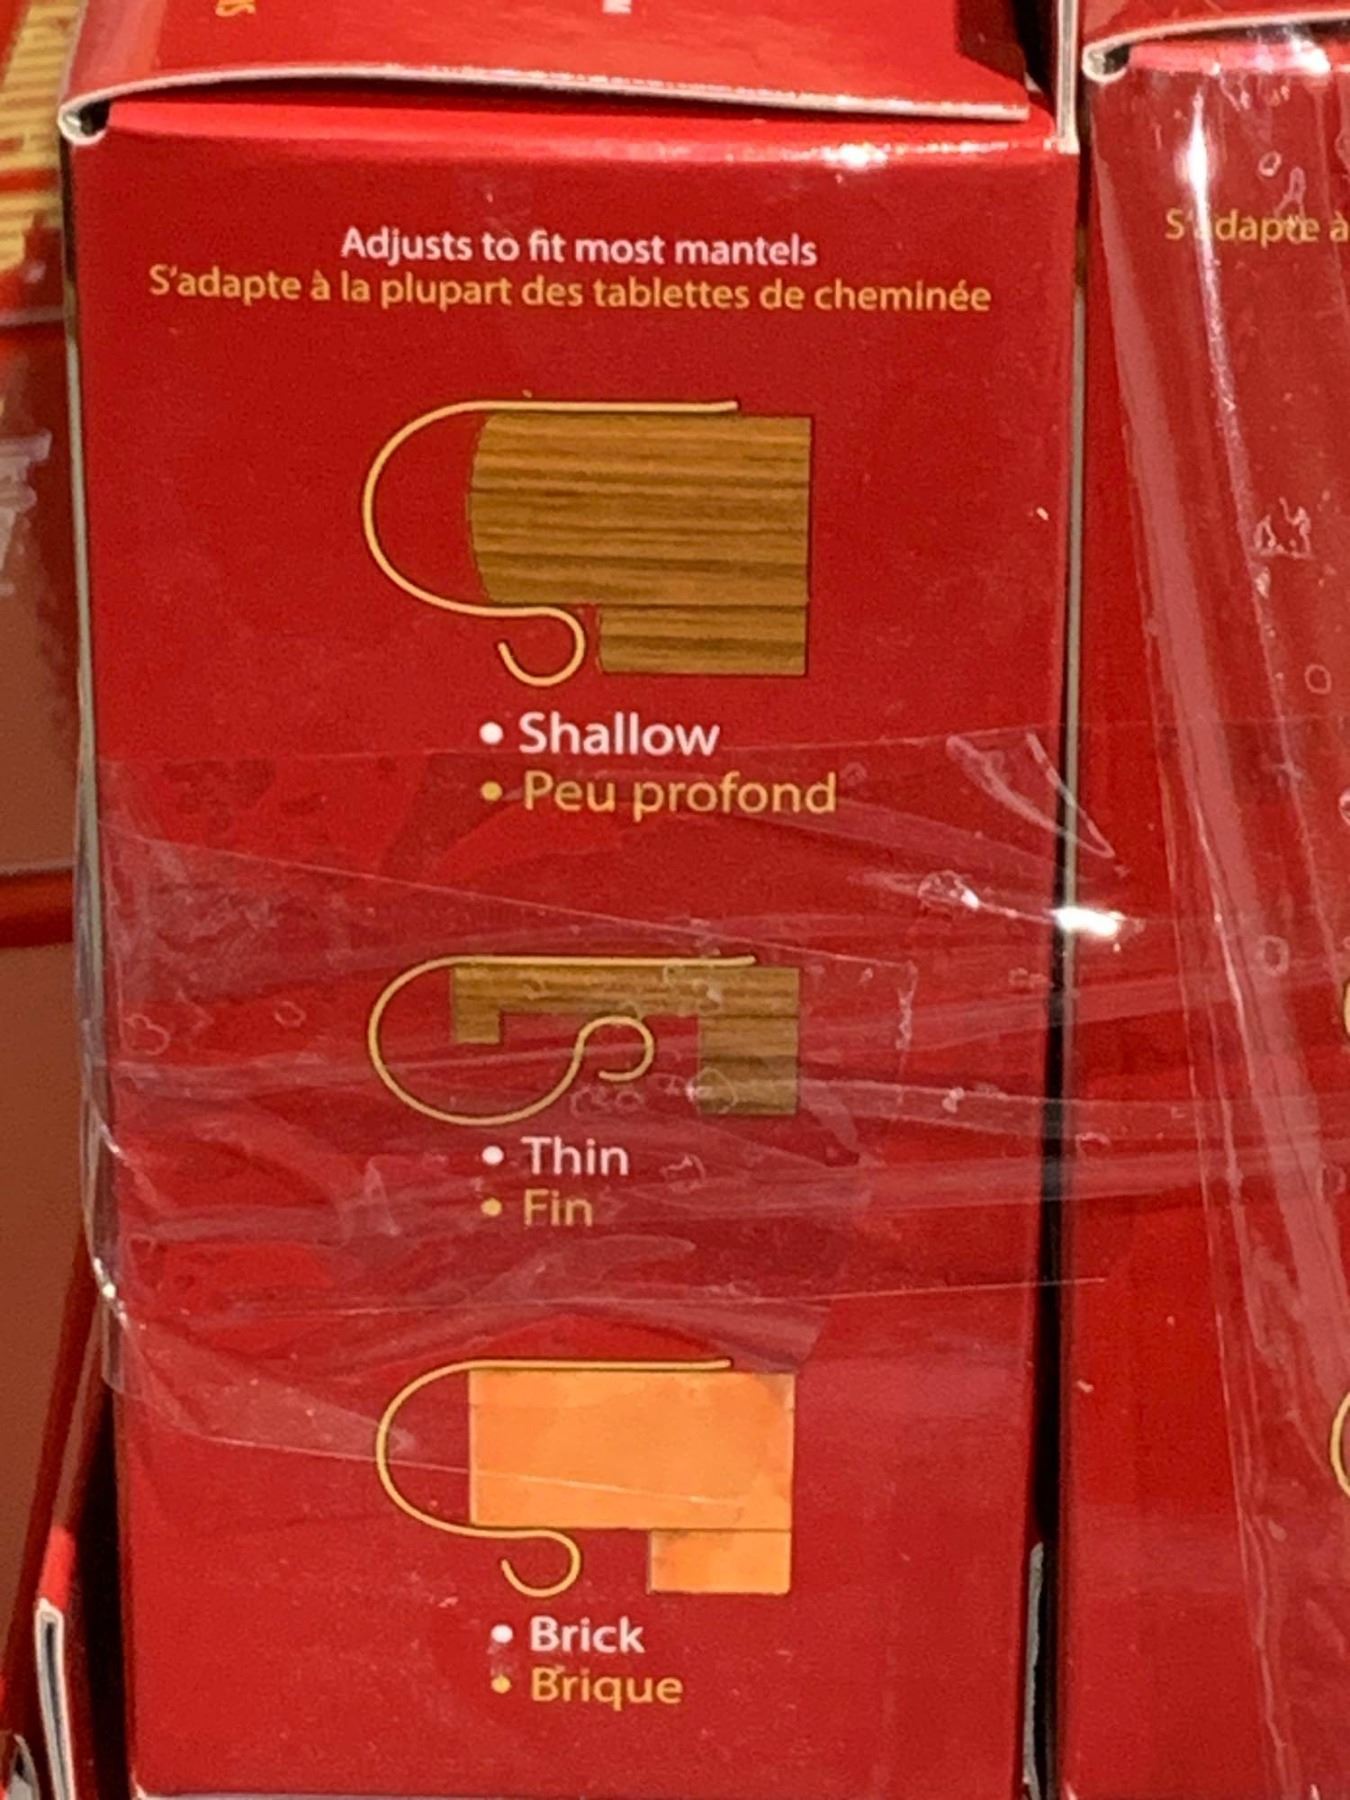 Adjusts to fit most mantels
S'adapte à la plupart des tablettes de cheminée
• Shallow
• Peu profond
• Thin
• Fin
• Brick
• Brique
S'adapte à